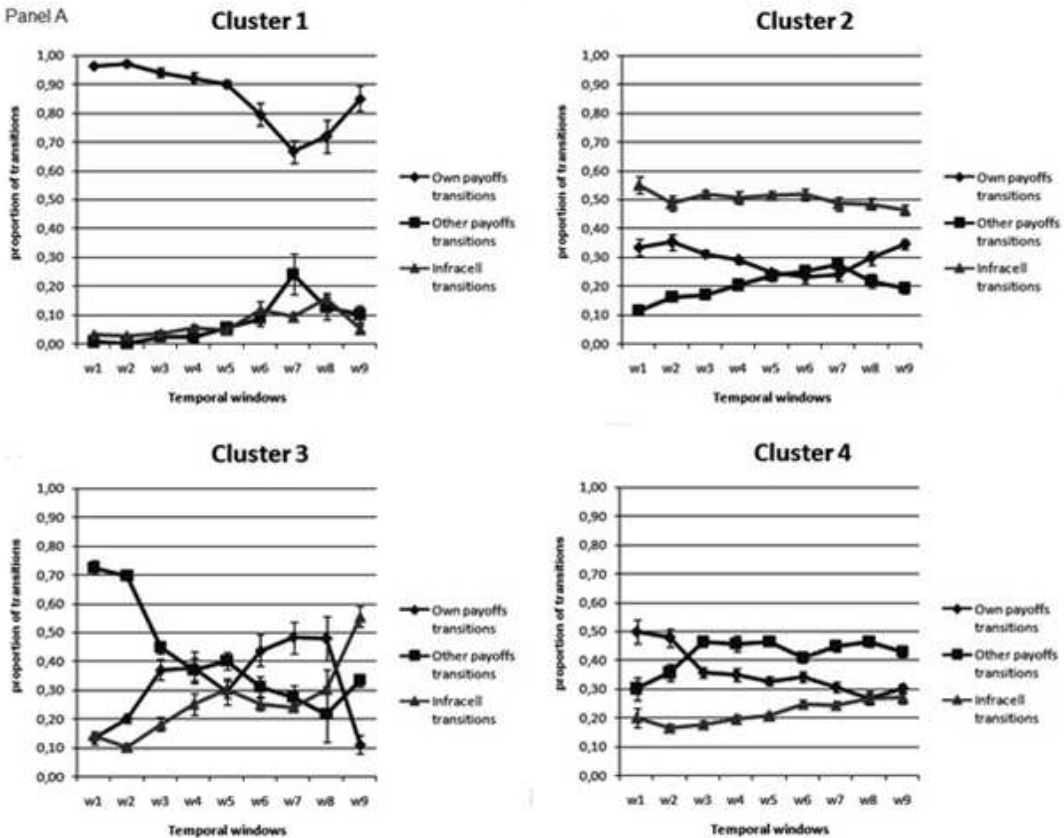 Panel A
Cluster 1
proportion of transitions
1,00
0,90
0,80
0,70
0,60
0,50
0,40
0,30
0,20
0,10
0,00
w1 w2 w3 w4 w5 w6 w7 w8 w9
Temporal windows
Own payoffs
transitions
Other payoffs
transitions
Infracell
transitions
Cluster 2
proportion of transitions
1,00
0,90
0,80
0,70
0,60
0,50
0,40
0,30
0,20
0,10
0,00
w1 w2 w3 w4 w5 w6 w7 w8 w9
Temporal windows
Own payoffs
transitions
Other payoffs
transitions
Infracell
transitions
Cluster 3
proportion of transitions
1,00
0,90
0,80
0,70
0,60
0,50
0,40
0,30
0,20
0,10
0,00
w1 w2 w3 w4 w5 w6 w7 w8 w9
Temporal windows
Own payoffs
transitions
Other payoffs
transitions
Infracell
transitions
Cluster 4
proportion of transitions
1,00
0,90
0,80
0,70
0,60
0,50
0,40
0,30
0,20
0,10
0,00
w1 w2 w3 w4 w5 w6 w7 w8 w9
Temporal windows
Own payoffs
transitions
Other payoffs
transitions
Infracell
transitions